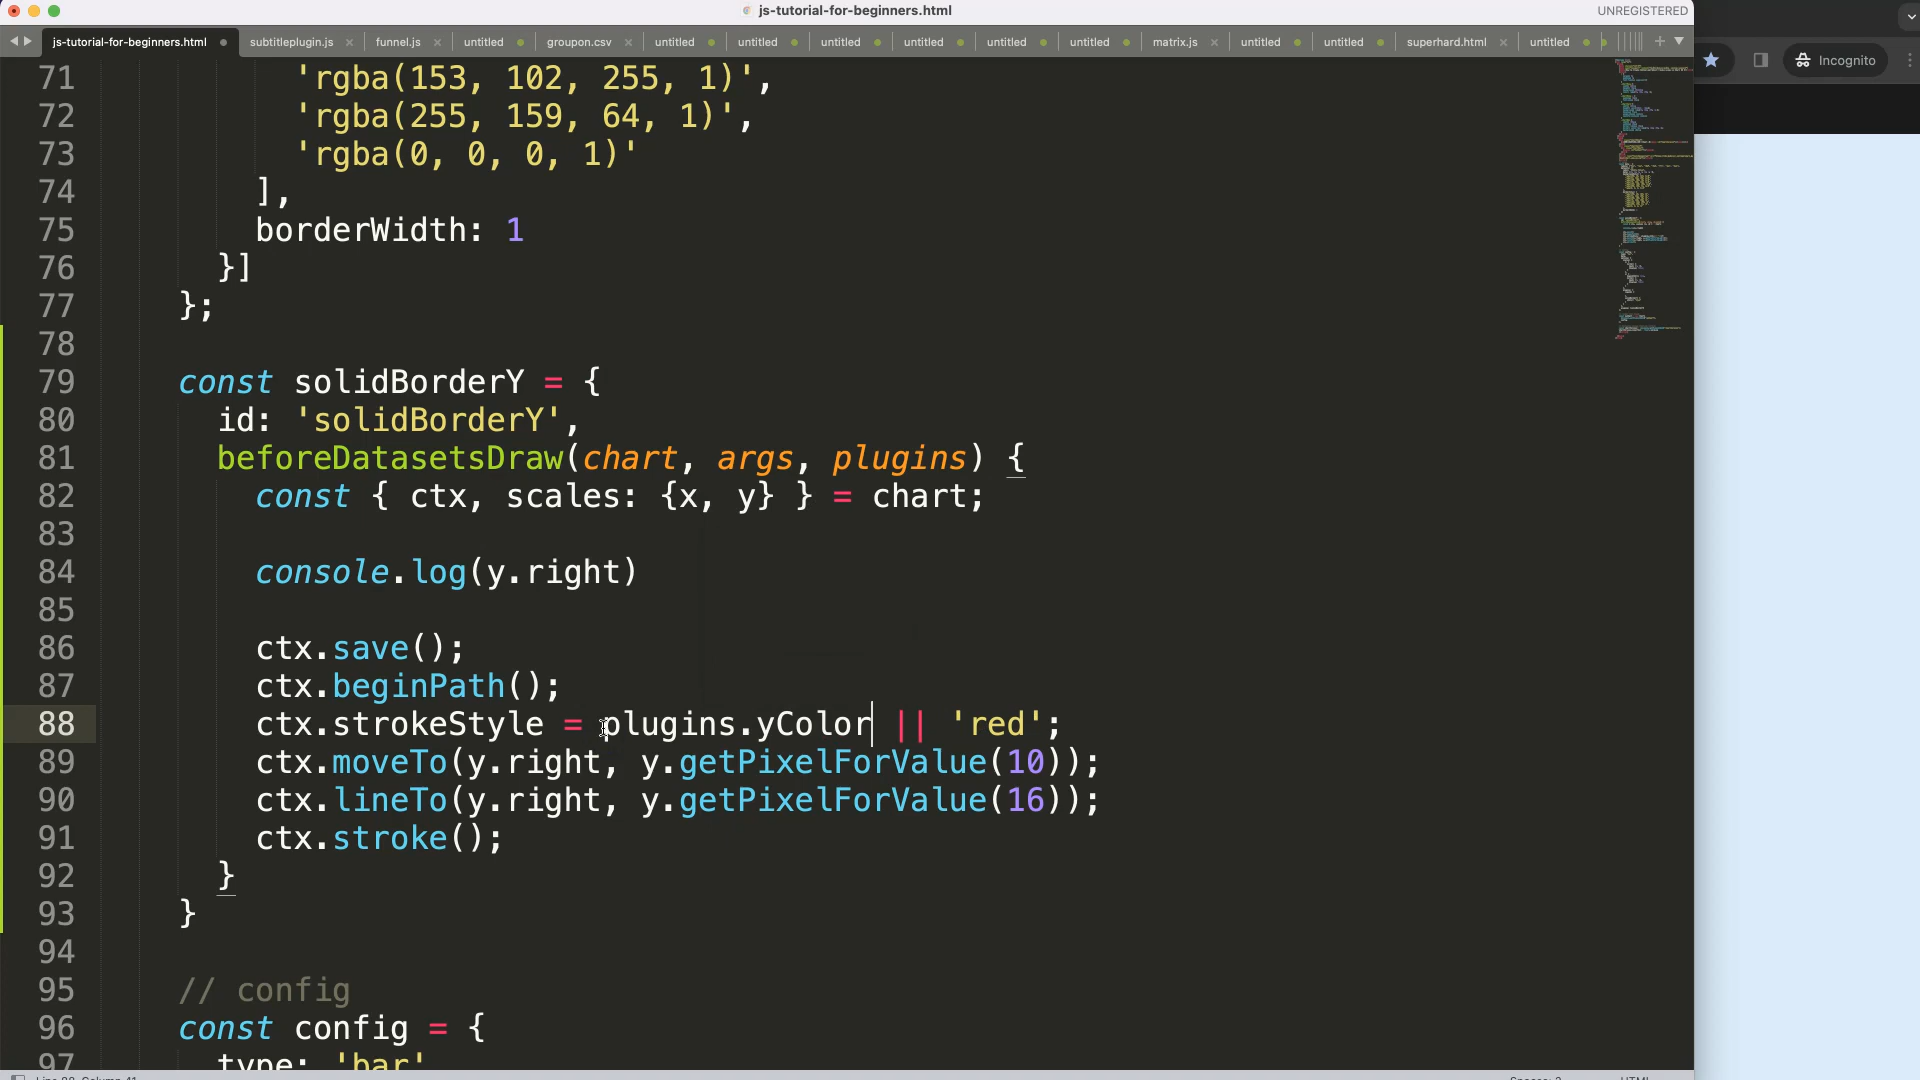 js-tutorial-for-beginners.html
UNREGISTERED
js-tutorial-for-beginners.html subtitleplugin.js funnel.js untitled groupon.csv untitled untitled untitled untitled untitled untitled matrix.js untitled untitled superhard.html untitled
Incognito
71 'rgba(153, 102, 255, 1)',
72 'rgba(255, 159, 64, 1)',
73 'rgba(0, 0, 0, 1)'
74 ],
75 borderWidth: 1
76 }]
77 };
78
79 const solidBorderY = {
80 id: 'solidBorderY',
81 beforeDatasetsDraw(chart, args, plugins) {
82 const { ctx, scales: {x, y} } = chart;
83
84 console.log(y.right)
85
86 ctx.save();
87 ctx.beginPath();
88 ctx.strokeStyle = plugins.yColor || 'red';
89 ctx.moveTo(y.right, y.getPixelForValue(10));
90 ctx.lineTo(y.right, y.getPixelForValue(16));
91 ctx.stroke();
92 }
93 }
94
95 // config
96 const config = {
97 type: 'bar'